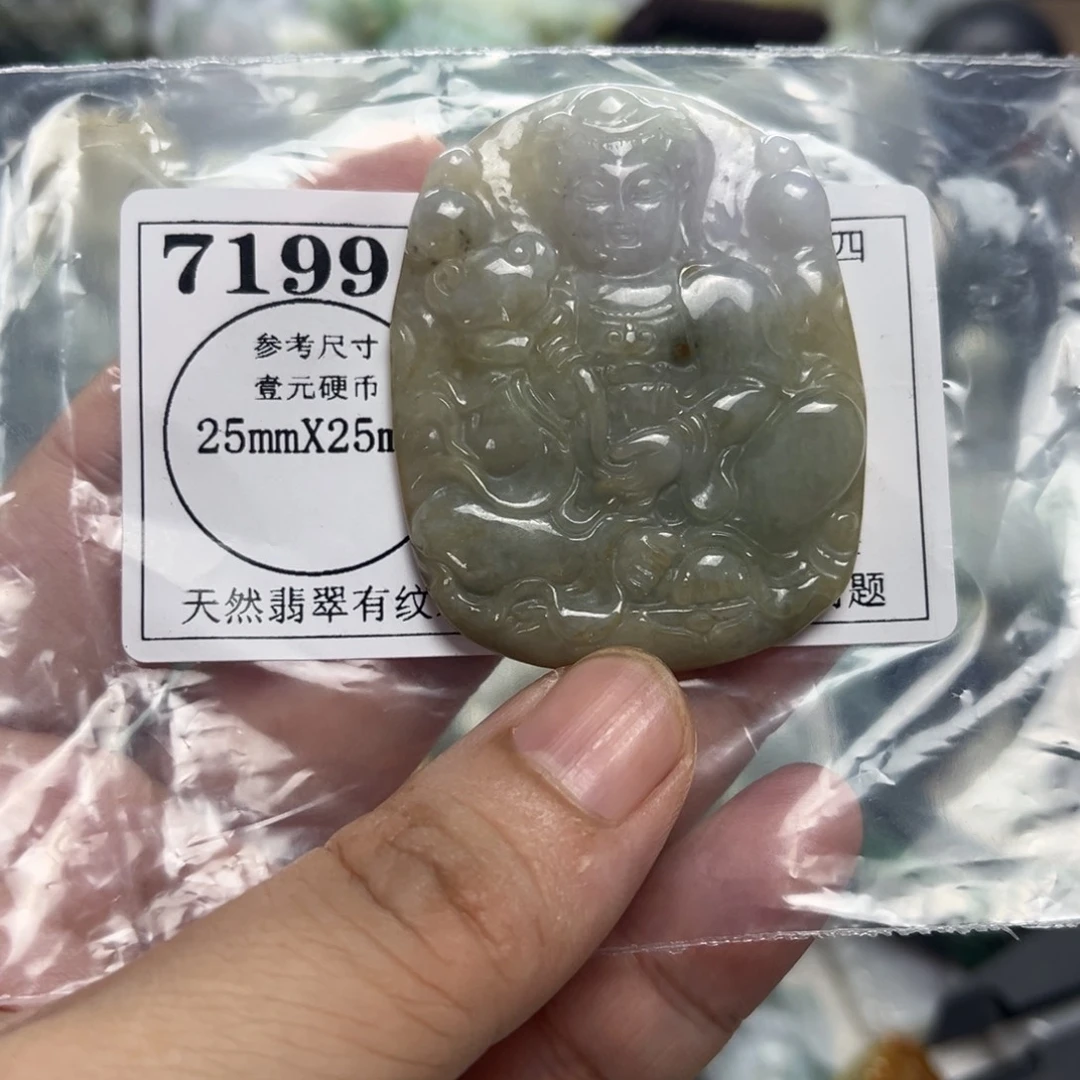 7199
四
参考尺寸
壹元硬币
25mmX25m
天然翡翠有纹 题